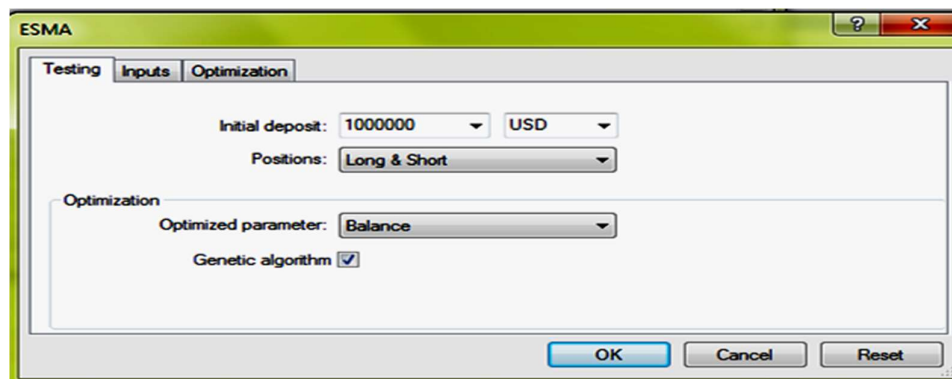 ESMA
Testing Inputs Optimization
Initial deposit: 1000000 USD
Positions: Long & Short
Optimization
Optimized parameter: Balance
Genetic algorithm
OK Cancel Reset